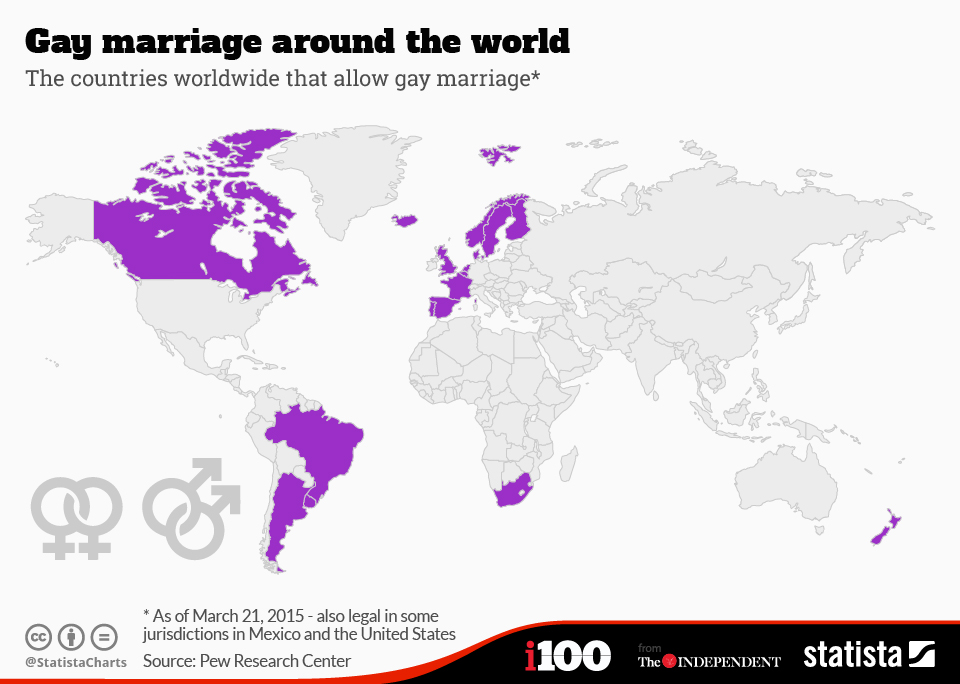 Gay marriage around the world
The countries worldwide that allow gay marriage*
* As of March 21, 2015 - also legal in some
jurisdictions in Mexico and the United States
Source: Pew Research Center
cc
@StatistaCharts
i100
from
The INDEPENDENT
statista